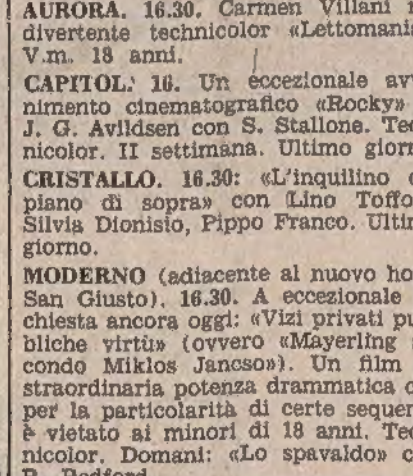 AURORA. 16.30. Carmen Villani
divertente technicolor «Lettomania
V.m. 18 anni.
CAPITOL. 16. Un eccezionale av
nimento cinematografico «Rocky»
J. G. Avildsen con S. Stallone. Tec
nicolor. II settimana. Ultimo giorn
CRISTALLO. 16.30: «L'inquilino
piano di sopra» con Lino Toffo
Silvia Dionisio, Pippo Franco. Ultim
giorno.
MODERNO (adiacente al nuovo ho
San Giusto). 16.30. A eccezionale
chiesta ancora oggi: «Vizi privati pu
bliche virtù» (ovvero «Mayerling
condo Miklos Jancso»). Un film
straordinaria potenza drammatica
per la particolarità di certe sequen
è vietato ai minori di 18 anni. Tec
nicolor. Domani: «Lo spavaldo»
R. Redford